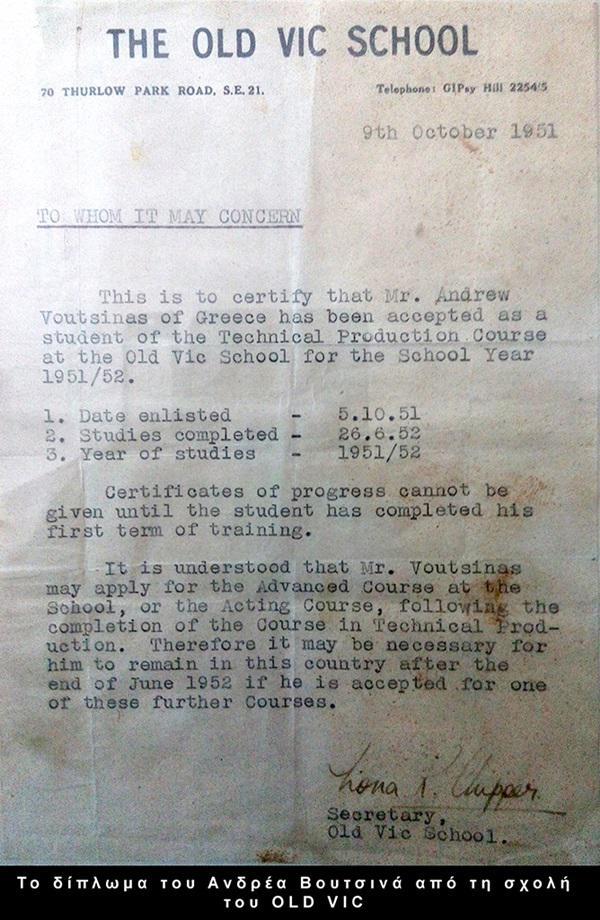 THE OLD VIC SCHOOL
70 THURLOW PARK ROAD, S.E.21.
Telephone: GIPsy Hill 2254/5
9th October 1951
TO WHOM IT MAY CONCERN
This is to certify that Mr. Andrew
Voutsinas of Greece has been accepted as a
student of the Technical Production Course
at the Old Vic School for the School Year
1951/52.
1. Date enlisted - 5.10.51
2. Studies completed - 26.6.52
3. Year of studies - 1951/52
Certificates of progress cannot be
given until the student has completed his
first term of training.
It is understood that Mr. Voutsinas
may apply for the Advanced Course at the
School, or the Acting Course, following the
completion of the Course in Technical Prod-
uction. Therefore it may be necessary for
him to remain in this country after the
end of June 1952 if he is accepted for one
of these further Courses.
Secretary,
Old Vic School.
Το δίπλωμα του Ανδρέα Βουτσινά από τη σχολή
του OLD VIC